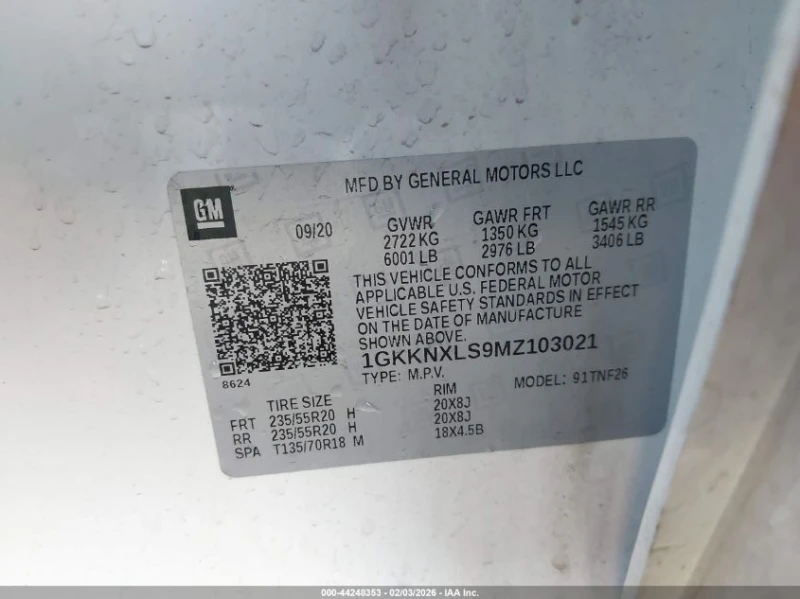 MFD BY GENERAL MOTORS LLC
GM
09/20
GVWR GAWR FRT GAWR RR
2722 KG 1350 KG 1545 KG
6001 LB 2976 LB 3406 LB
THIS VEHICLE CONFORMS TO ALL
APPLICABLE U.S. FEDERAL MOTOR
VEHICLE SAFETY STANDARDS IN EFFECT
ON THE DATE OF MANUFACTURE
SHOWN ABOVE.
1GKKNXLS9MZ103021
8624
TYPE: M.P.V. MODEL: 91TNF26
TIRE SIZE RIM
FRT 235/55R20 H 20X8J
RR 235/55R20 H 20X8J
SPA T135/70R18 M 18X4.5B
000-44248353 - 02/03/2026 - IAA Inc.